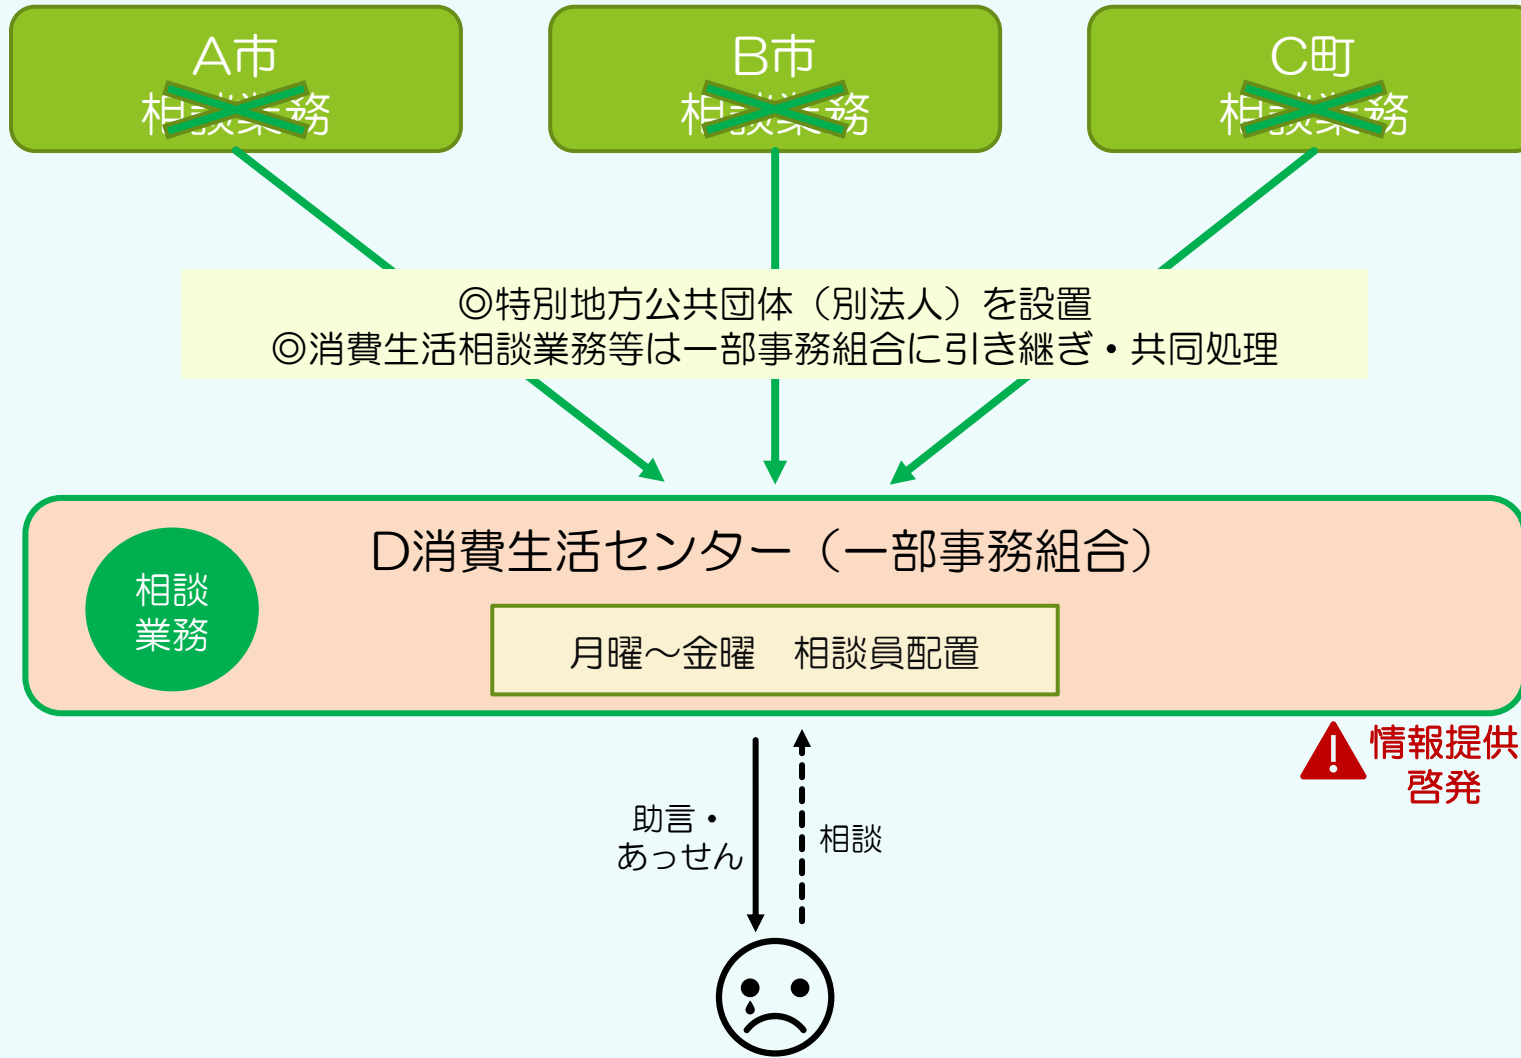 A市
相談業務
B市
相談業務
C町
相談業務
◎特別地方公共団体（別法人）を設置
◎消費生活相談業務等は一部事務組合に引き継ぎ・共同処理
D消費生活センター（一部事務組合）
相談
業務
月曜～金曜　相談員配置
情報提供
啓発
助言・
あっせん
相談